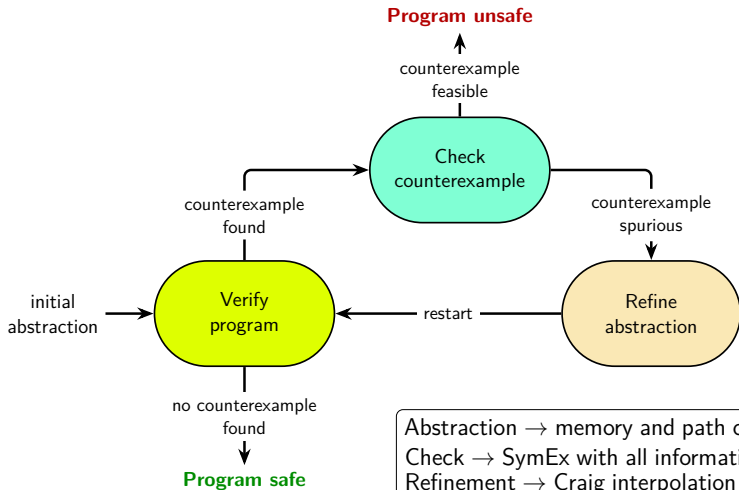 Program unsafe
counterexample
feasible
Check
counterexample
counterexample
found
counterexample
spurious
initial
abstraction
Verify
program
restart
Refine
abstraction
no counterexample
found
Program safe
Abstraction → memory and path
Check → SymEx with all
Refinement → Craig interpolation